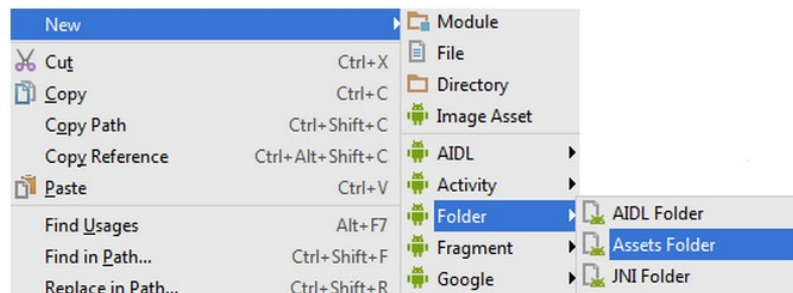 New
Cut Ctrl+X
Copy Ctrl+C
Copy Path Ctrl+Shift+C
Copy Reference Ctrl+Alt+Shift+C
Paste Ctrl+V
Find Usages Alt+F7
Find in Path... Ctrl+Shift+F
Replace in Path... Ctrl+Shift+R
Module
File
Directory
Image Asset
AIDL
Activity
Folder
Fragment
Google
AIDL Folder
Assets Folder
JNI Folder